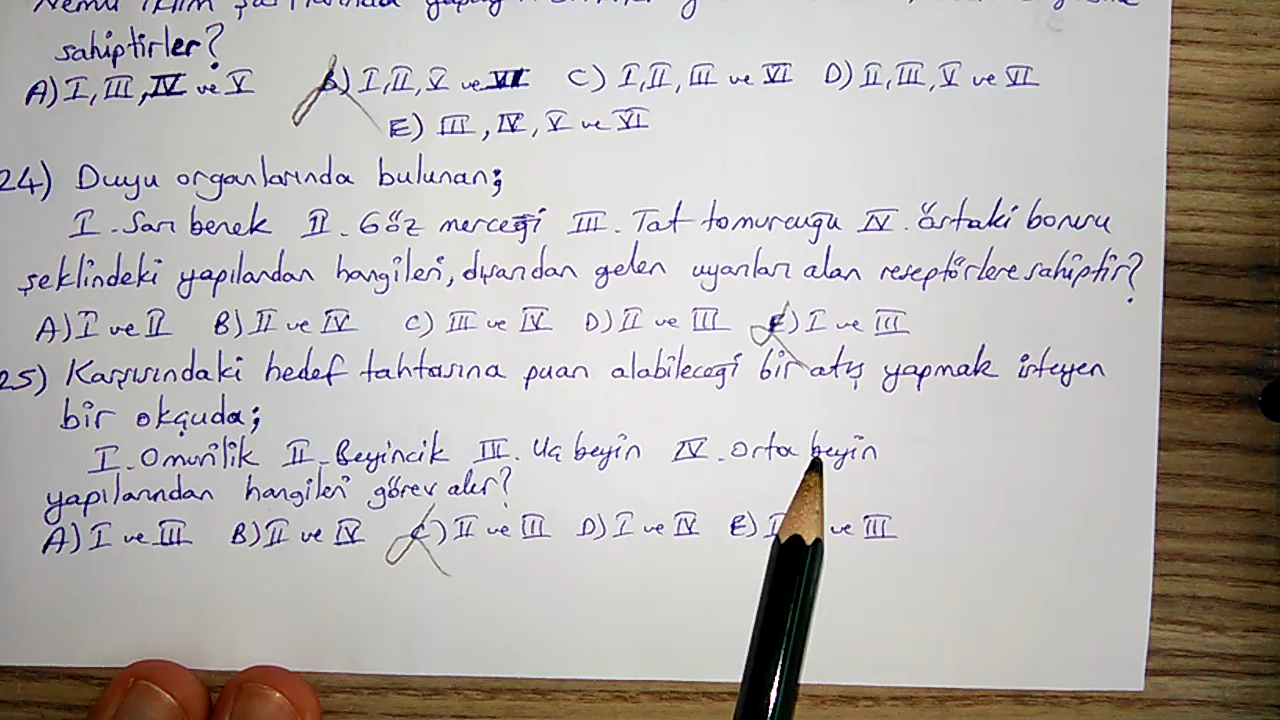 sahiptirler?
A) I, III, IV ve V B) I, II, V ve VI C) I, II, III ve VI D) II, III, V ve VI
E) III, IV, V ve VI
24) Duyu organlarında bulunan;
I. Sarı benek II. Göz merceği III. Tat tomurcuğu IV. Östaki borusu
şeklindeki yapılardan hangileri, dışarıdan gelen uyarıları alan reseptörlere sahiptir?
A) I ve II B) II ve IV C) III ve IV D) II ve III E) I ve III
25) Karşısındaki hedef tahtasına puan alabileceği bir atış yapmak isteyen
bir okçuda;
I. Omurilik II. Beyincik III. Uç beyin IV. Orta beyin
yapılarından hangileri görev alır?
A) I ve III B) II ve IV C) II ve III D) I ve IV E) ve III